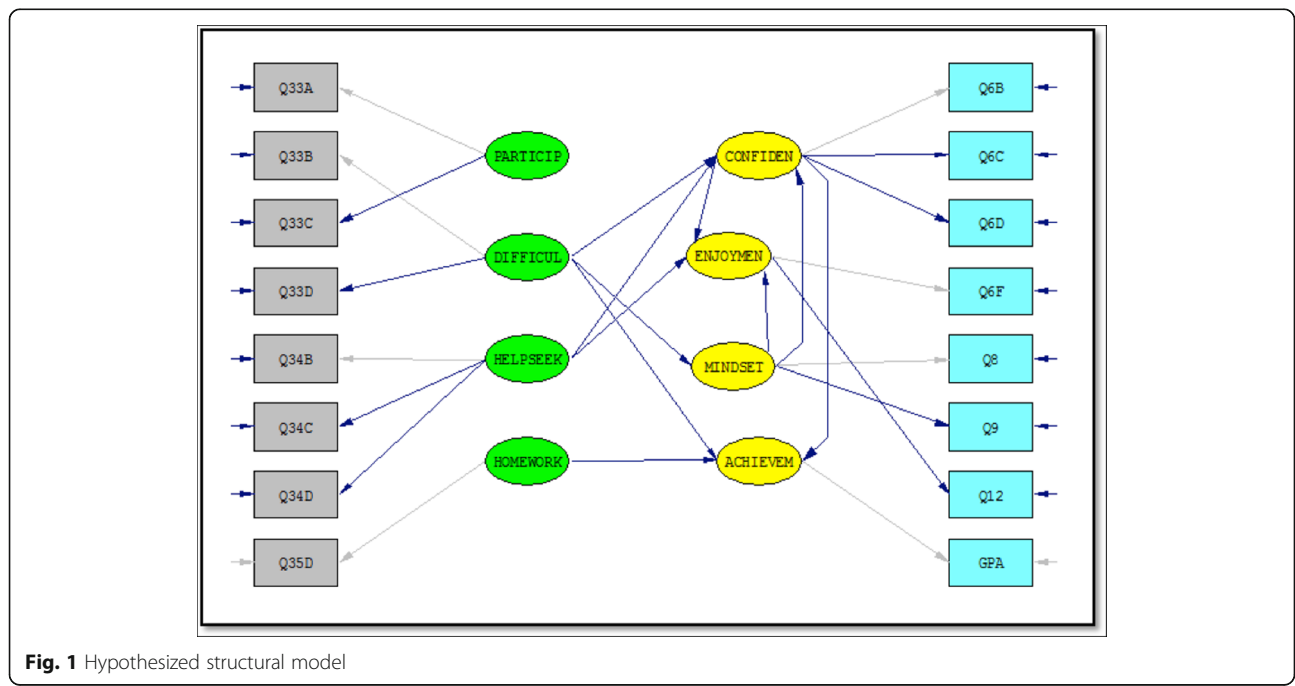 Q33A
Q33B
Q33C
Q33D
Q34B
Q34C
Q34D
Q35D
PARTICIP
DIFFICUL
HELPSEEK
HOMEWORK
CONFIDEN
ENJOYMEN
MINDSET
ACHIEVEM
Q6B
Q6C
Q6D
Q6F
Q8
Q9
Q12
GPA
Fig. 1 Hypothesized structural model